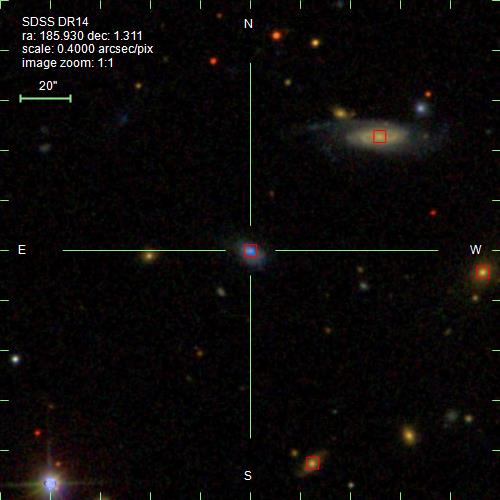 SDSS DR14
ra: 185.930 dec: 1.311
scale: 0.4000 arcsec/pix
image zoom: 1:1
20"
N
E
W
S